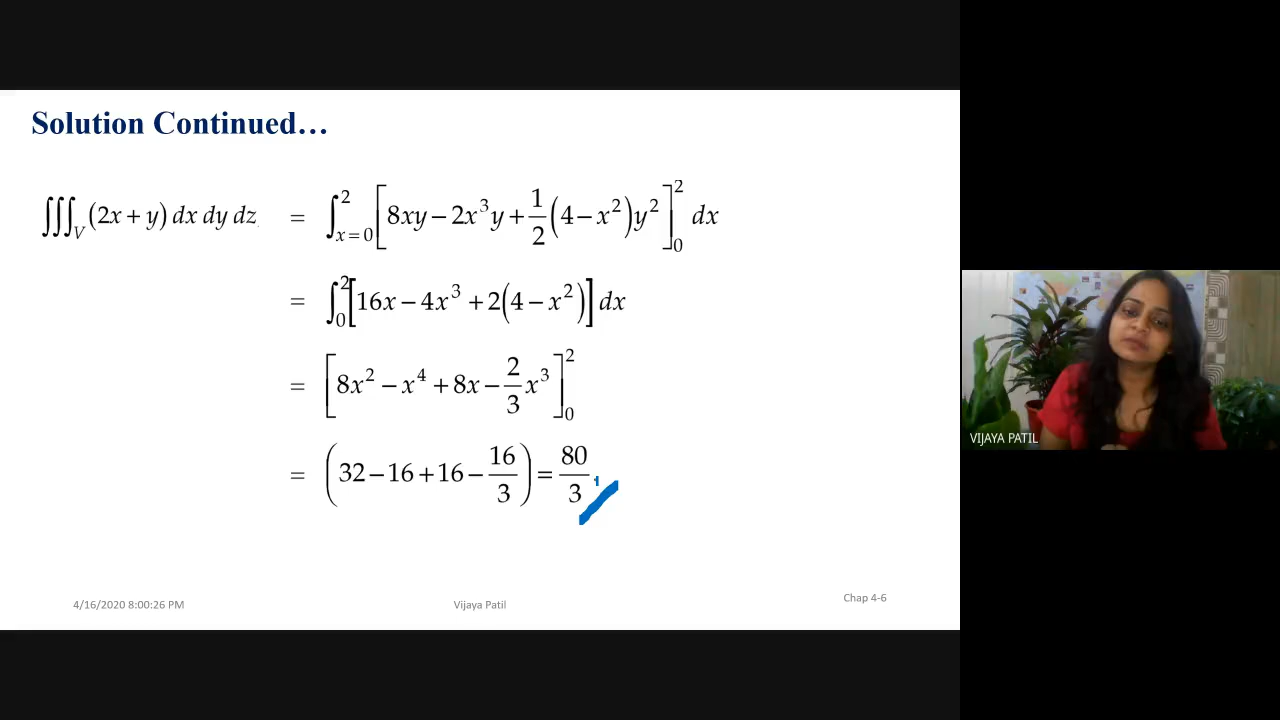 Solution Continued…
∭_V (2x + y) dx dy dz = ∫_{x=0}^{2} [8xy − 2x³y + 1/2 (4 − x²) y²]_0^2 dx
= ∫_0^2 [16x − 4x³ + 2(4 − x²)] dx
= [8x² − x⁴ + 8x − 2/3 x³]_0^2
= (32 − 16 + 16 − 16/3) = 80/3
VIJAYA PATIL
4/16/2020 8:00:26 PM
Vijaya Patil
Chap 4-6